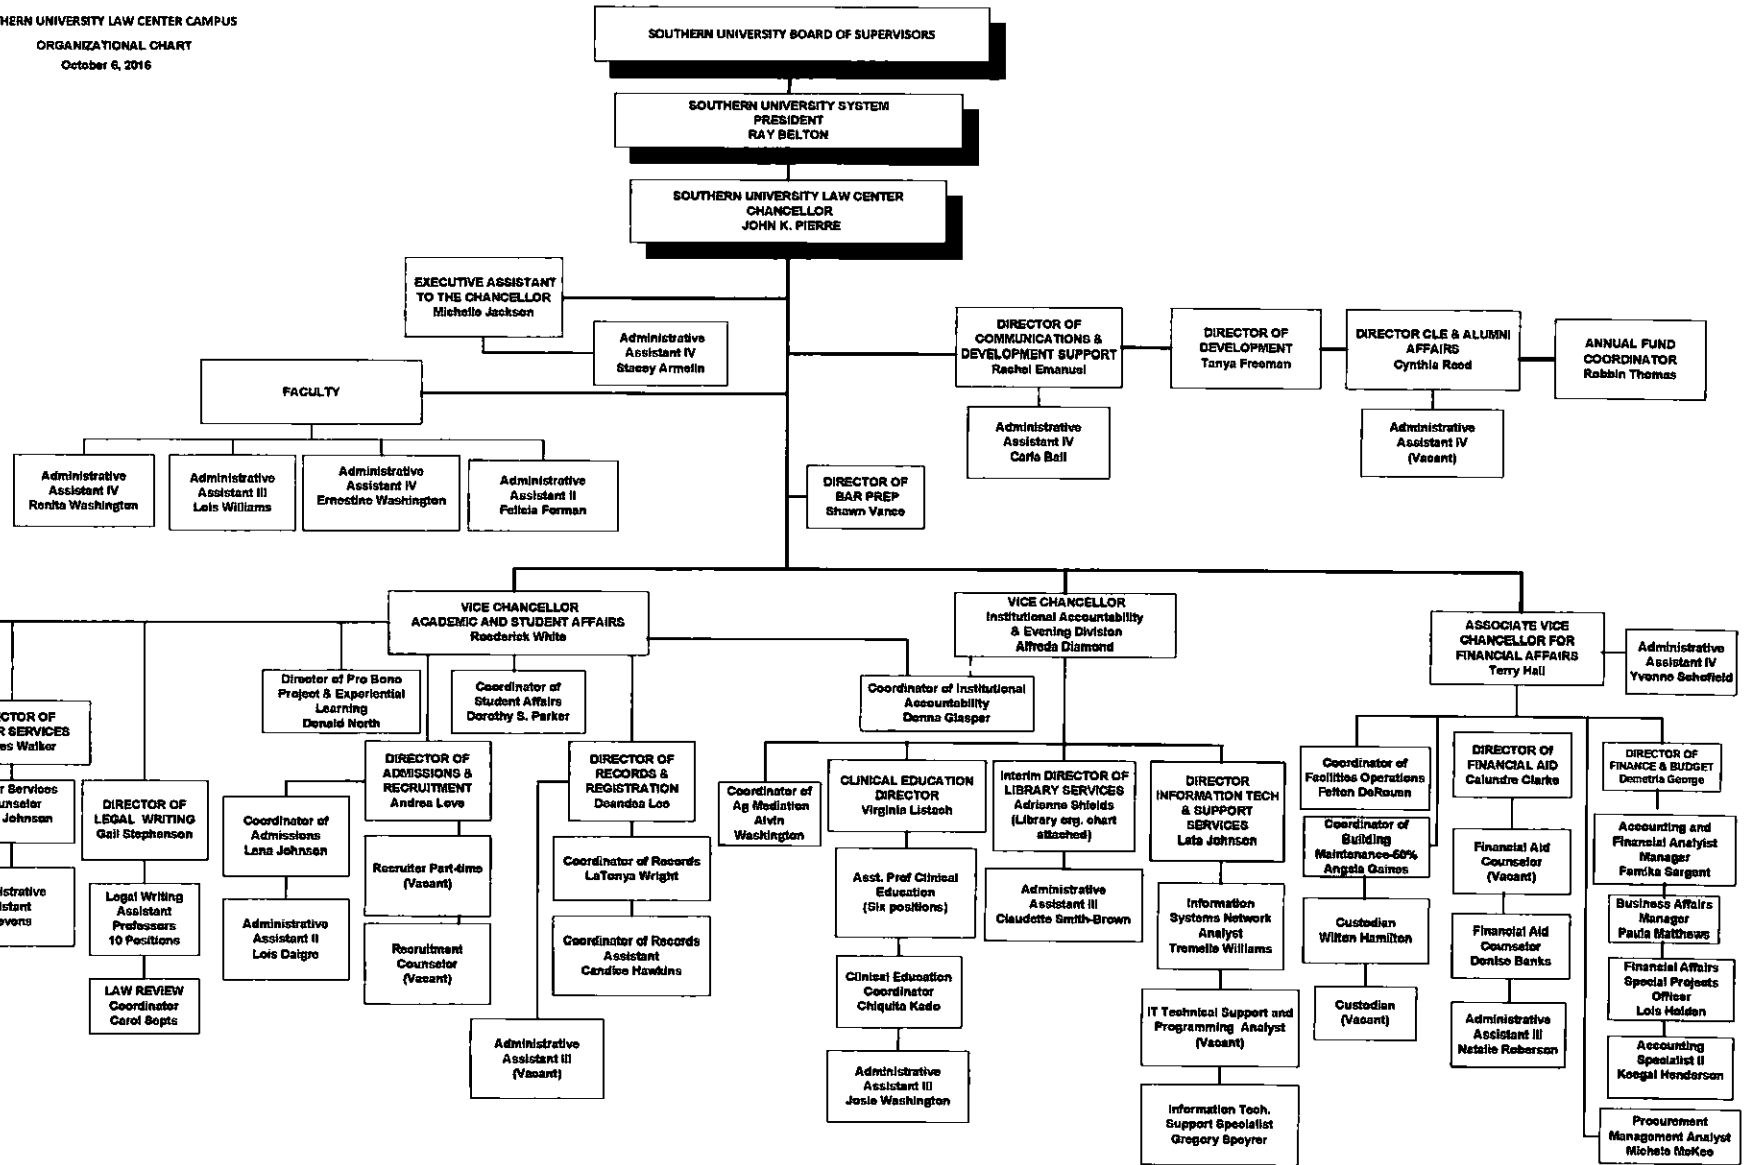 HERN UNIVERSITY LAW CENTER CAMPUS
ORGANIZATIONAL CHART
October 6, 2016
SOUTHERN UNIVERSITY BOARD OF SUPERVISORS
SOUTHERN UNIVERSITY SYSTEM
PRESIDENT
RAY BELTON
SOUTHERN UNIVERSITY LAW CENTER
CHANCELLOR
JOHN K. PIERRE
EXECUTIVE ASSISTANT
TO THE CHANCELLOR
Michelle Jackson
Administrative
Assistant IV
Stacey Armelin
DIRECTOR OF
COMMUNICATIONS &
DEVELOPMENT SUPPORT
Rachel Emanuel
DIRECTOR OF
DEVELOPMENT
Tanya Freeman
DIRECTOR CLE & ALUMNI
AFFAIRS
Cynthia Reed
ANNUAL FUND
COORDINATOR
Robbin Thomas
FACULTY
Administrative
Assistant IV
Carla Ball
Administrative
Assistant IV
(Vacant)
Administrative
Assistant IV
Renita Washington
Administrative
Assistant III
Lois Williams
Administrative
Assistant IV
Ernestine Washington
Administrative
Assistant II
Felicia Forman
DIRECTOR OF
BAR PREP
Shawn Vance
VICE CHANCELLOR
ACADEMIC AND STUDENT AFFAIRS
Roederick White
VICE CHANCELLOR
Institutional Accountability
& Evening Division
Alfreda Diamond
ASSOCIATE VICE
CHANCELLOR FOR
FINANCIAL AFFAIRS
Terry Hall
Administrative
Assistant IV
Yvonne Schofield
CTOR OF
R SERVICES
es Walker
r Services
unselor
Johnson
istrative
istant
evens
DIRECTOR OF
LEGAL WRITING
Gail Stephenson
Legal Writing
Assistant
Professors
10 Positions
LAW REVIEW
Coordinator
Carol Septs
Director of Pro Bono
Project & Experiential
Learning
Donald North
Coordinator of
Student Affairs
Dorothy S. Parker
Coordinator of Institutional
Accountability
Donna Glasper
Coordinator of
Admissions
Lena Johnson
Administrative
Assistant II
Lois Daigre
DIRECTOR OF
ADMISSIONS &
RECRUITMENT
Andrea Love
Recruiter Part-time
(Vacant)
Recruitment
Counselor
(Vacant)
DIRECTOR OF
RECORDS &
REGISTRATION
Deandea Lee
Coordinator of Records
LaTonya Wright
Coordinator of Records
Assistant
Candice Hawkins
Administrative
Assistant III
(Vacant)
Coordinator of
Ag Mediation
Alvin
Washington
CLINICAL EDUCATION
DIRECTOR
Virginia Listach
Asst. Prof Clinical
Education
(Six positions)
Clinical Education
Coordinator
Chiquita Kado
Administrative
Assistant III
Josie Washington
Interim DIRECTOR OF
LIBRARY SERVICES
Adrianne Shields
(Library org. chart
attached)
Administrative
Assistant III
Claudette Smith-Brown
DIRECTOR
INFORMATION TECH
& SUPPORT
SERVICES
Lata Johnson
Information
Systems Network
Analyst
Tremelle Williams
IT Technical Support and
Programming Analyst
(Vacant)
Information Tech.
Support Specialist
Gregory Speyrer
Coordinator of
Facilities Operations
Felton DeRouen
Coordinator of
Building
Maintenance-50%
Angela Gaines
Custodian
Wilton Hamilton
Custodian
(Vacant)
DIRECTOR Of
FINANCIAL AID
Calundre Clarke
Financial Aid
Counselor
(Vacant)
Financial Aid
Counselor
Denise Banks
Administrative
Assistant III
Natalie Roberson
DIRECTOR OF
FINANCE & BUDGET
Demetria George
Accounting and
Financial Analyist
Manager
Famika Sargent
Business Affairs
Manager
Paula Matthews
Financial Affairs
Special Projects
Officer
Lois Holden
Accounting
Specialist II
Keegal Henderson
Procurement
Management Analyst
Michele McKee